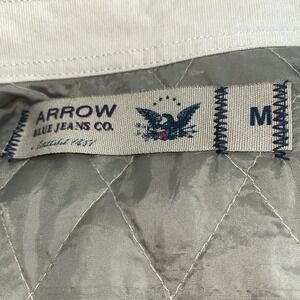 ARROW
BLUE JEANS CO.
Established 1851
M